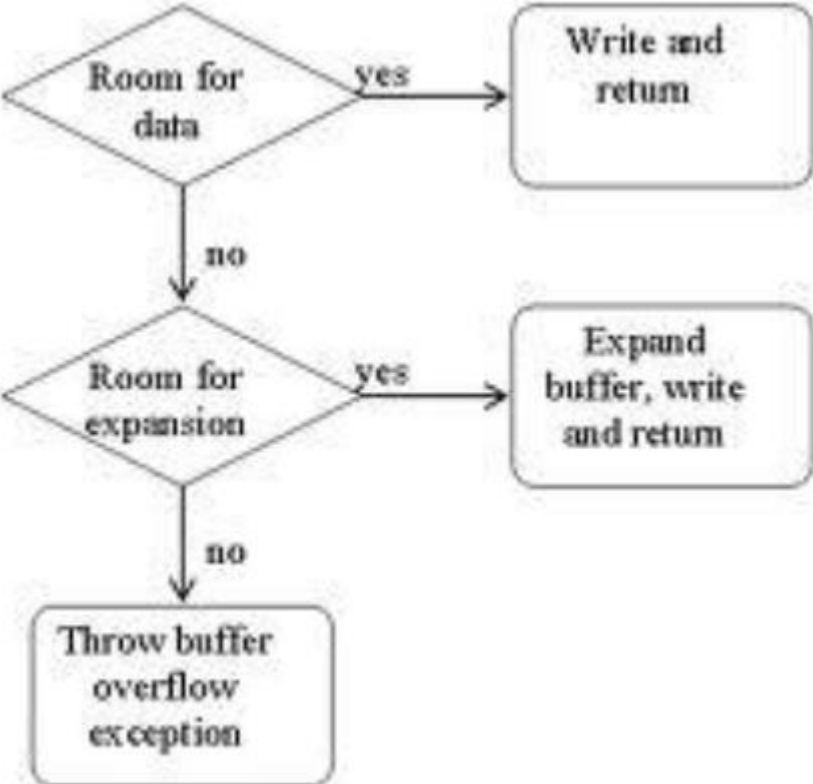 Room for
data
yes
Write and
return
no
Room for
expansion
yes
Expand
buffer, write
and return
no
Throw buffer
overflow
exception